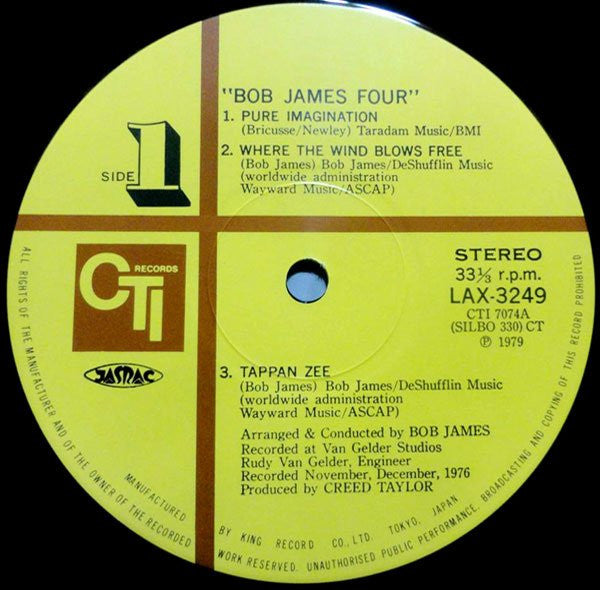 "BOB JAMES FOUR"
1. PURE IMAGINATION
(Bricusse/Newley) Taradam Music/BMI
2. WHERE THE WIND BLOWS FREE
(Bob James) Bob James/DeShufflin Music
(worldwide administration
Wayward Music/ASCAP)
SIDE 1
CTI RECORDS
JASRAC
STEREO
33⅓ r.p.m.
LAX-3249
CTI 7074A
(SILBO 330) CT
℗ 1979
3. TAPPAN ZEE
(Bob James) Bob James/DeShufflin Music
(worldwide administration
Wayward Music/ASCAP)
Arranged & Conducted by BOB JAMES
Recorded at Van Gelder Studios
Rudy Van Gelder, Engineer
Recorded November, December, 1976
Produced by CREED TAYLOR
MANUFACTURED BY KING RECORD CO., LTD. TOKYO, JAPAN
ALL RIGHTS OF THE MANUFACTURER AND OF THE OWNER OF THE RECORDED WORK RESERVED. UNAUTHORISED PUBLIC PERFORMANCE, BROADCASTING AND COPYING OF THIS RECORD PROHIBITED